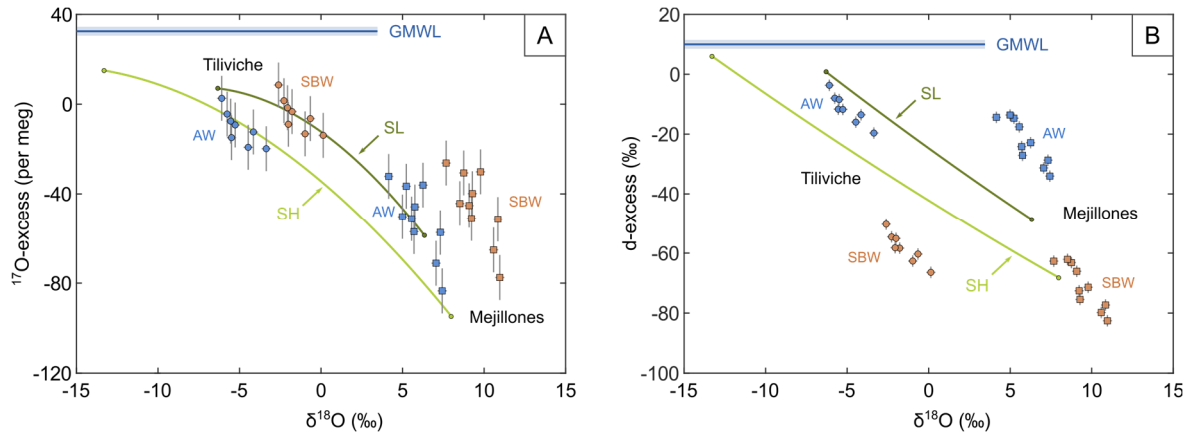 40
0
-40
-80
-120
-15
-10
-5
0
5
10
15
¹⁷O-excess (per meg)
δ¹⁸O (‰)
GMWL
A
Tiliviche
SBW
AW
SL
SH
AW
SBW
Mejillones
20
0
-20
-40
-60
-80
-100
-15
-10
-5
0
5
10
15
d-excess (‰)
δ¹⁸O (‰)
GMWL
B
AW
SL
AW
Tiliviche
Mejillones
SBW
SH
SBW